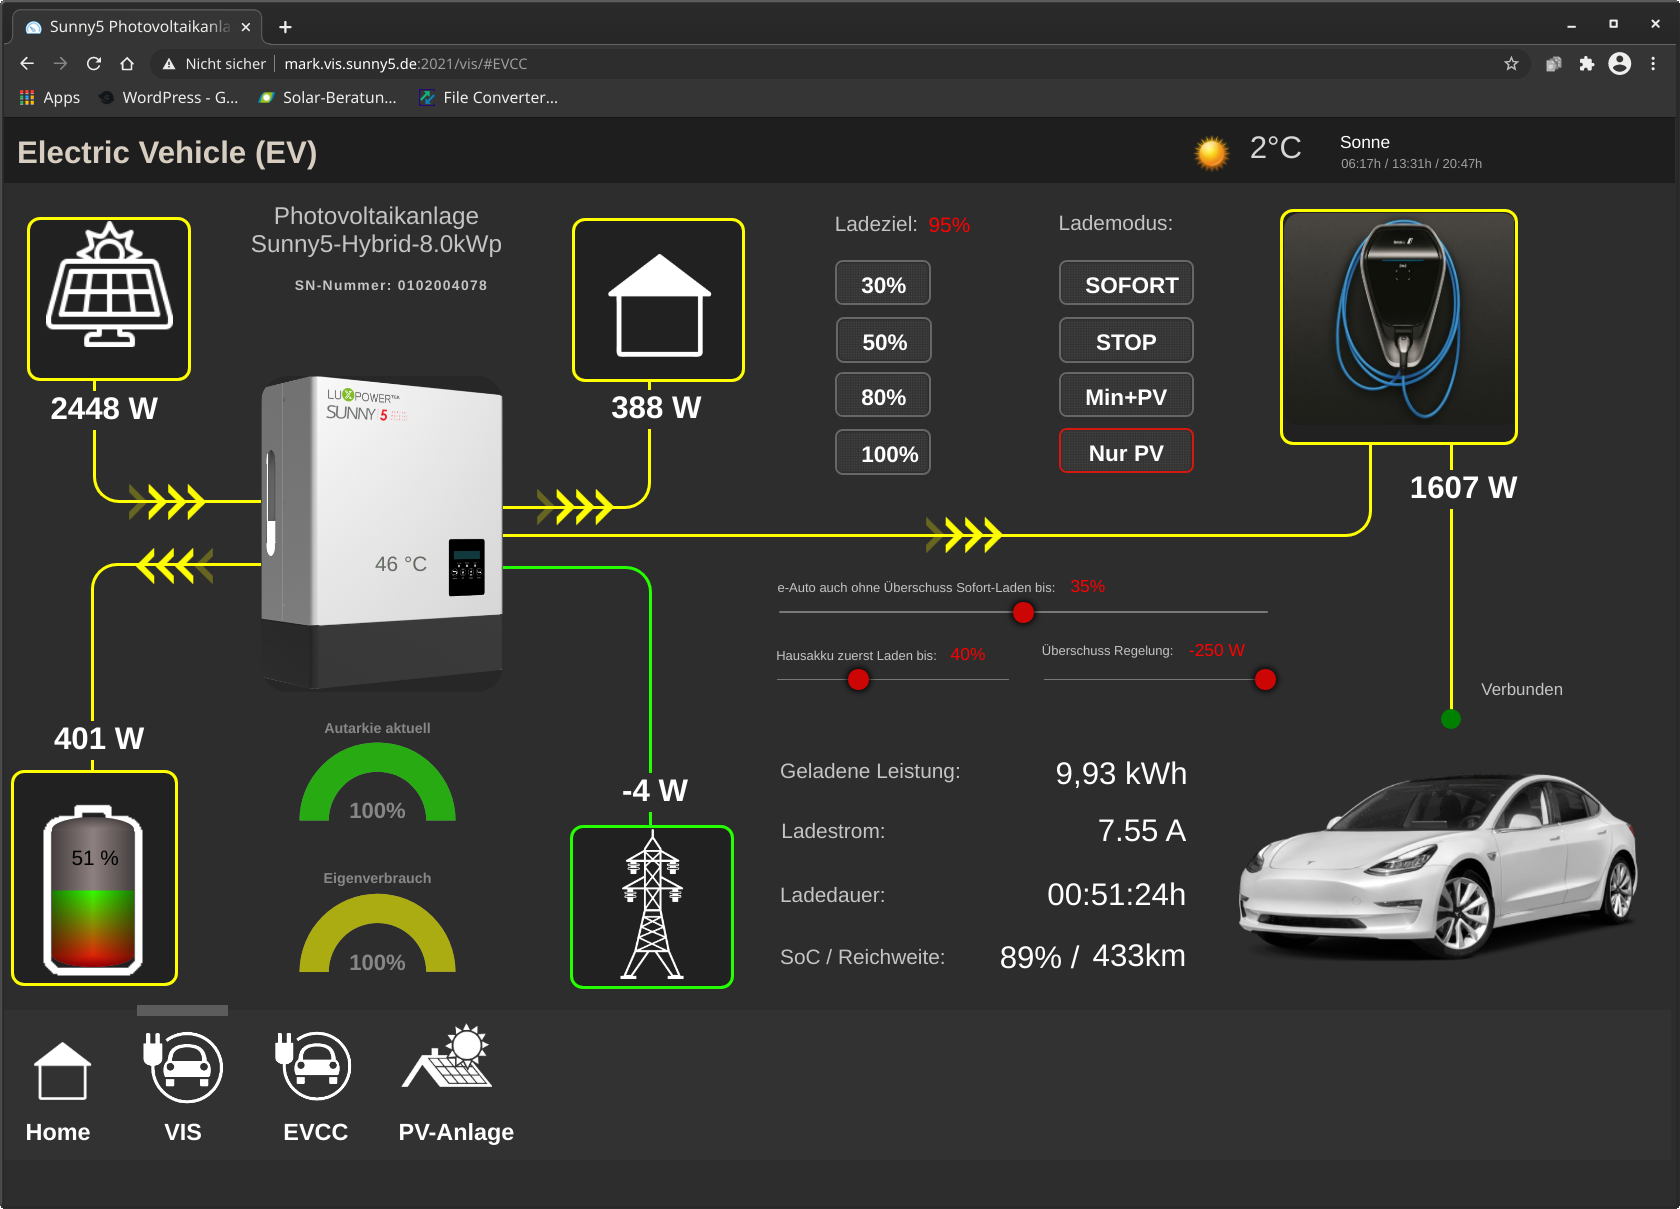 Sunny5 Photovoltaikanla
Nicht sicher
mark.vis.sunny5.de:2021/vis/#EVCC
Apps
WordPress - G...
Solar-Beratun...
File Converter...
Electric Vehicle (EV)
2°C
Sonne
06:17h / 13:31h / 20:47h
Photovoltaikanlage
Sunny5-Hybrid-8.0kWp
SN-Nummer: 0102004078
2448 W
388 W
LUXPOWERTEK
SUNNY 5
46 °C
401 W
51 %
Autarkie aktuell
100%
Eigenverbrauch
100%
-4 W
Ladeziel: 95%
30%
50%
80%
100%
Lademodus:
SOFORT
STOP
Min+PV
Nur PV
1607 W
e-Auto auch ohne Überschuss Sofort-Laden bis: 35%
Hausakku zuerst Laden bis: 40%
Überschuss Regelung: -250 W
Verbunden
Geladene Leistung: 9,93 kWh
Ladestrom: 7.55 A
Ladedauer: 00:51:24h
SoC / Reichweite: 89% / 433km
Home
VIS
EVCC
PV-Anlage